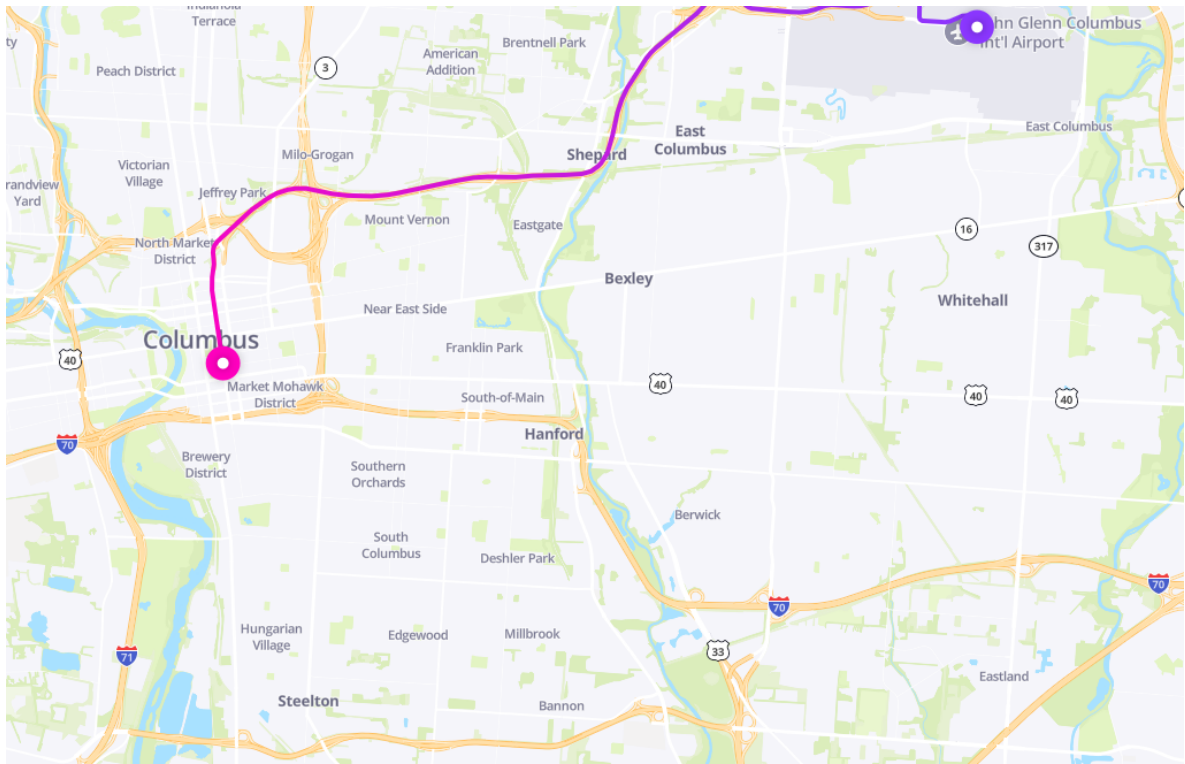 Indianola
Terrace
Brentnell Park
John Glenn Columbus
Int'l Airport
ty
American
Addition
3
Peach District
East
Columbus
East Columbus
Milo-Grogan
Shepard
Victorian
Village
randview
Yard
Jeffrey Park
Mount Vernon
Eastgate
16
317
North Market
District
Bexley
Whitehall
Near East Side
Columbus
Franklin Park
40
Market Mohawk
District
40
40
40
South-of-Main
Hanford
70
Brewery
District
Southern
Orchards
Berwick
South
Columbus
Deshler Park
70
70
Hungarian
Village
Edgewood
Millbrook
71
33
Eastland
Steelton
Bannon